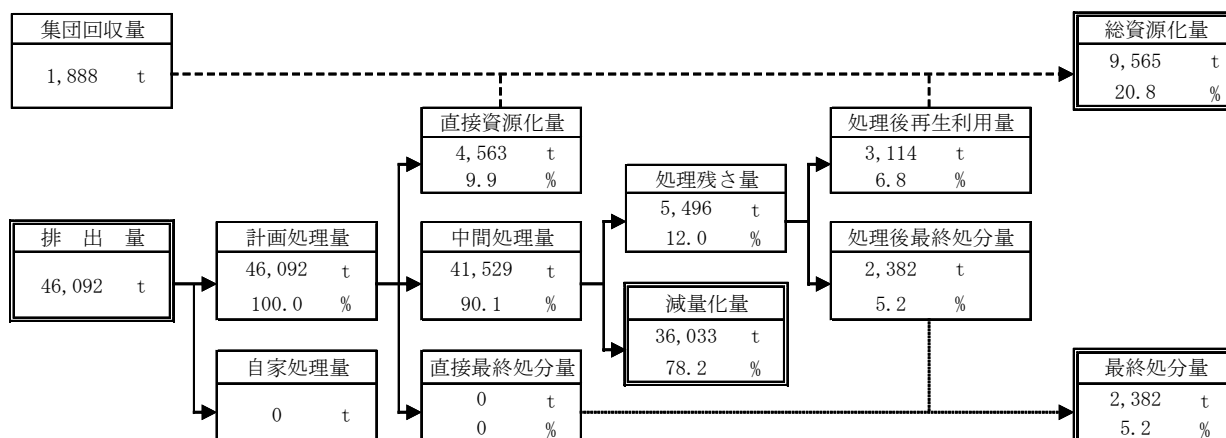 集団回収量
1,888 t
総資源化量
9,565 t
20.8 %
直接資源化量
4,563 t
9.9 %
処理後再生利用量
3,114 t
6.8 %
処理残さ量
5,496 t
12.0 %
排 出 量
46,092 t
計画処理量
46,092 t
100.0 %
中間処理量
41,529 t
90.1 %
処理後最終処分量
2,382 t
5.2 %
減量化量
36,033 t
78.2 %
自家処理量
0 t
直接最終処分量
0 t
0 %
最終処分量
2,382 t
5.2 %